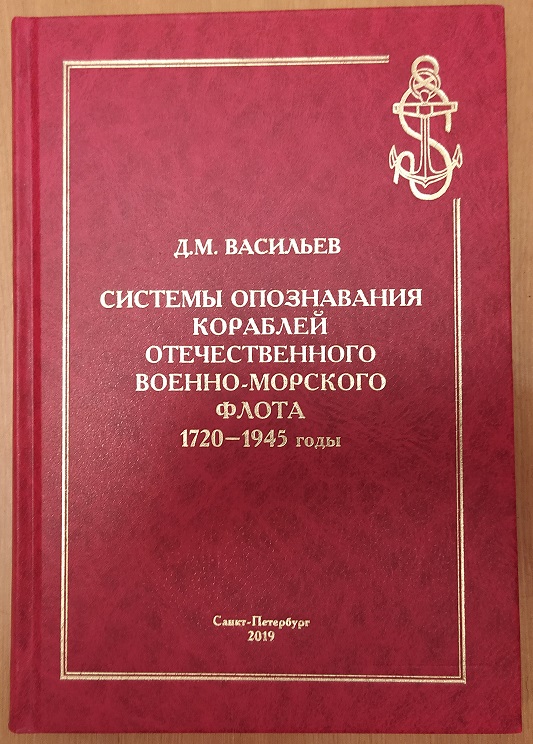 Д.М. ВАСИЛЬЕВ
СИСТЕМЫ ОПОЗНАВАНИЯ
КОРАБЛЕЙ
ОТЕЧЕСТВЕННОГО
ВОЕННО-МОРСКОГО
ФЛОТА
1720–1945 годы
Санкт-Петербург
2019